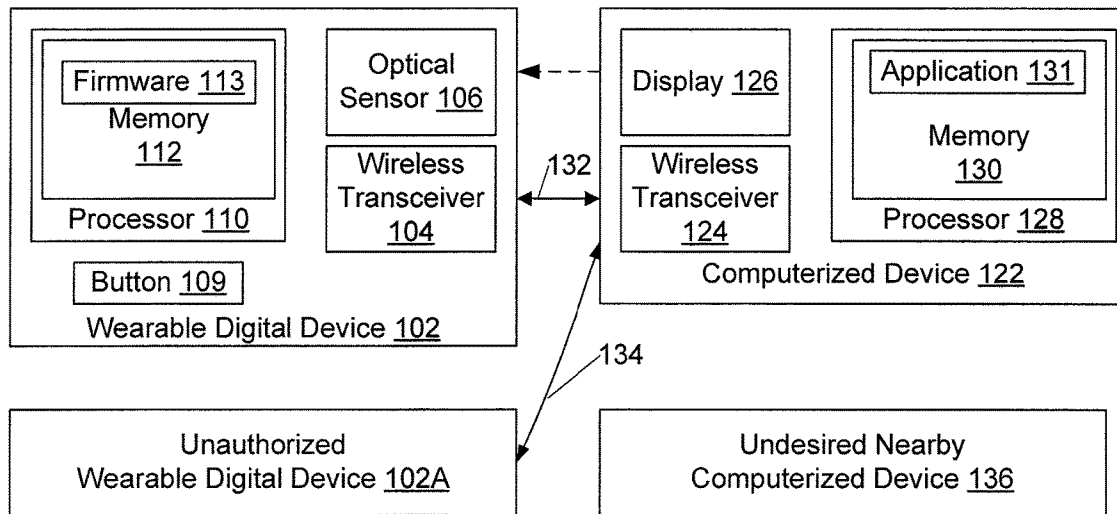 Firmware 113
Memory
112
Processor 110
Button 109
Optical
Sensor 106
Wireless
Transceiver
104
Wearable Digital Device 102
132
Display 126
Wireless
Transceiver
124
Application 131
Memory
130
Processor 128
Computerized Device 122
134
Unauthorized
Wearable Digital Device 102A
Undesired Nearby
Computerized Device 136